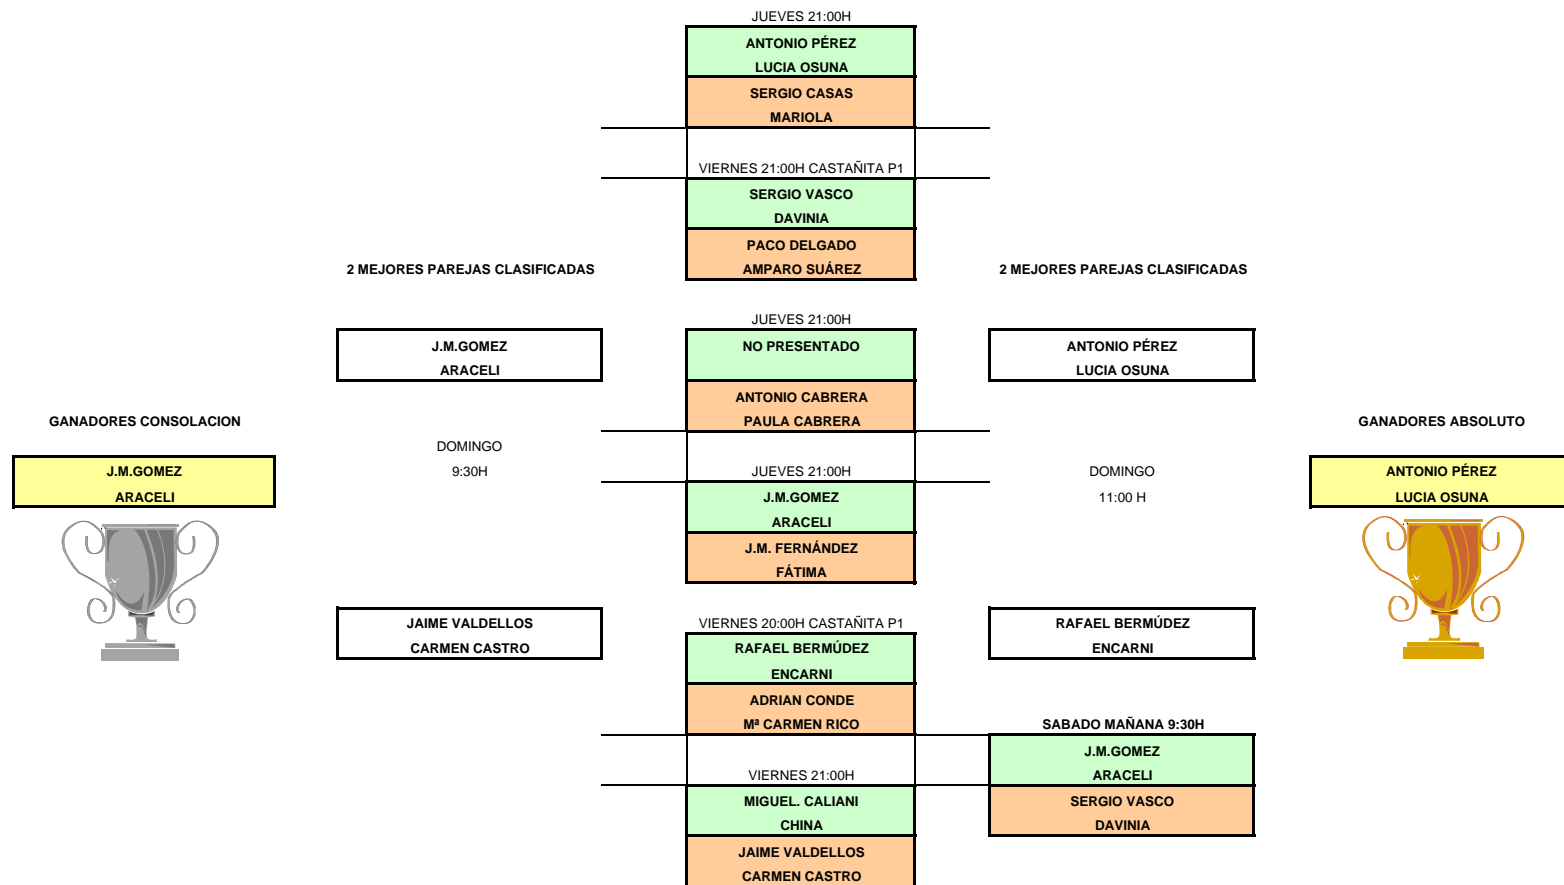 JUEVES 21:00H
ANTONIO PÉREZ
LUCIA OSUNA
SERGIO CASAS
MARIOLA
VIERNES 21:00H CASTAÑITA P1
SERGIO VASCO
DAVINIA
PACO DELGADO
2 MEJORES PAREJAS CLASIFICADAS
AMPARO SUÁREZ
2 MEJORES PAREJAS CLASIFICADAS
JUEVES 21:00H
J.M.GOMEZ
ARACELI
NO PRESENTADO
ANTONIO PÉREZ
LUCIA OSUNA
ANTONIO CABRERA
PAULA CABRERA
GANADORES CONSOLACION
GANADORES ABSOLUTO
DOMINGO
9:30H
J.M.GOMEZ
ARACELI
JUEVES 21:00H
J.M.GOMEZ
ARACELI
J.M. FERNÁNDEZ
FÁTIMA
DOMINGO
11:00 H
ANTONIO PÉREZ
LUCIA OSUNA
JAIME VALDELLOS
CARMEN CASTRO
VIERNES 20:00H CASTAÑITA P1
RAFAEL BERMÚDEZ
ENCARNI
RAFAEL BERMÚDEZ
ENCARNI
ADRIAN CONDE
Mª CARMEN RICO
SABADO MAÑANA 9:30H
J.M.GOMEZ
ARACELI
SERGIO VASCO
DAVINIA
VIERNES 21:00H
MIGUEL. CALIANI
CHINA
JAIME VALDELLOS
CARMEN CASTRO